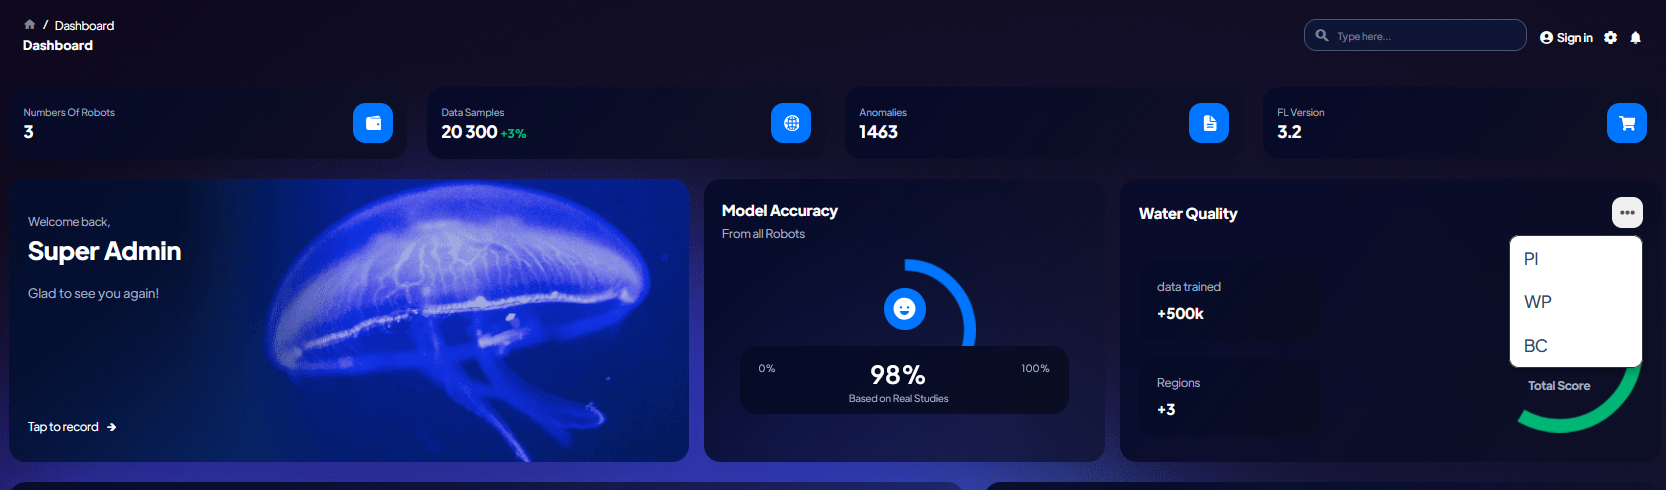 / Dashboard
Dashboard
Type here...
Sign in
Numbers Of Robots
3
Data Samples
20 300 +3%
Anomalies
1463
FL Version
3.2
Welcome back,
Super Admin
Glad to see you again!
Tap to record
Model Accuracy
From all Robots
0%
98%
100%
Based on Real Studies
Water Quality
data trained
+500k
Regions
+3
PI
WP
BC
Total Score